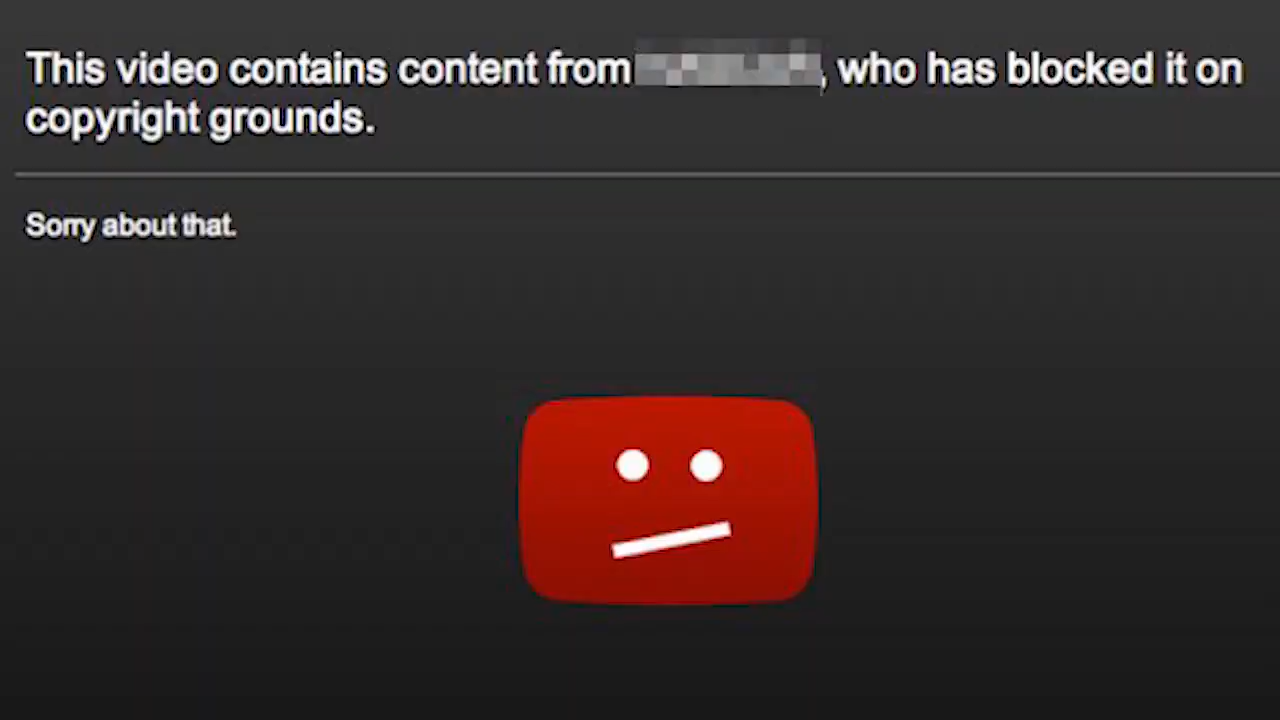 This video contains content from , who has blocked it on
copyright grounds.
Sorry about that.